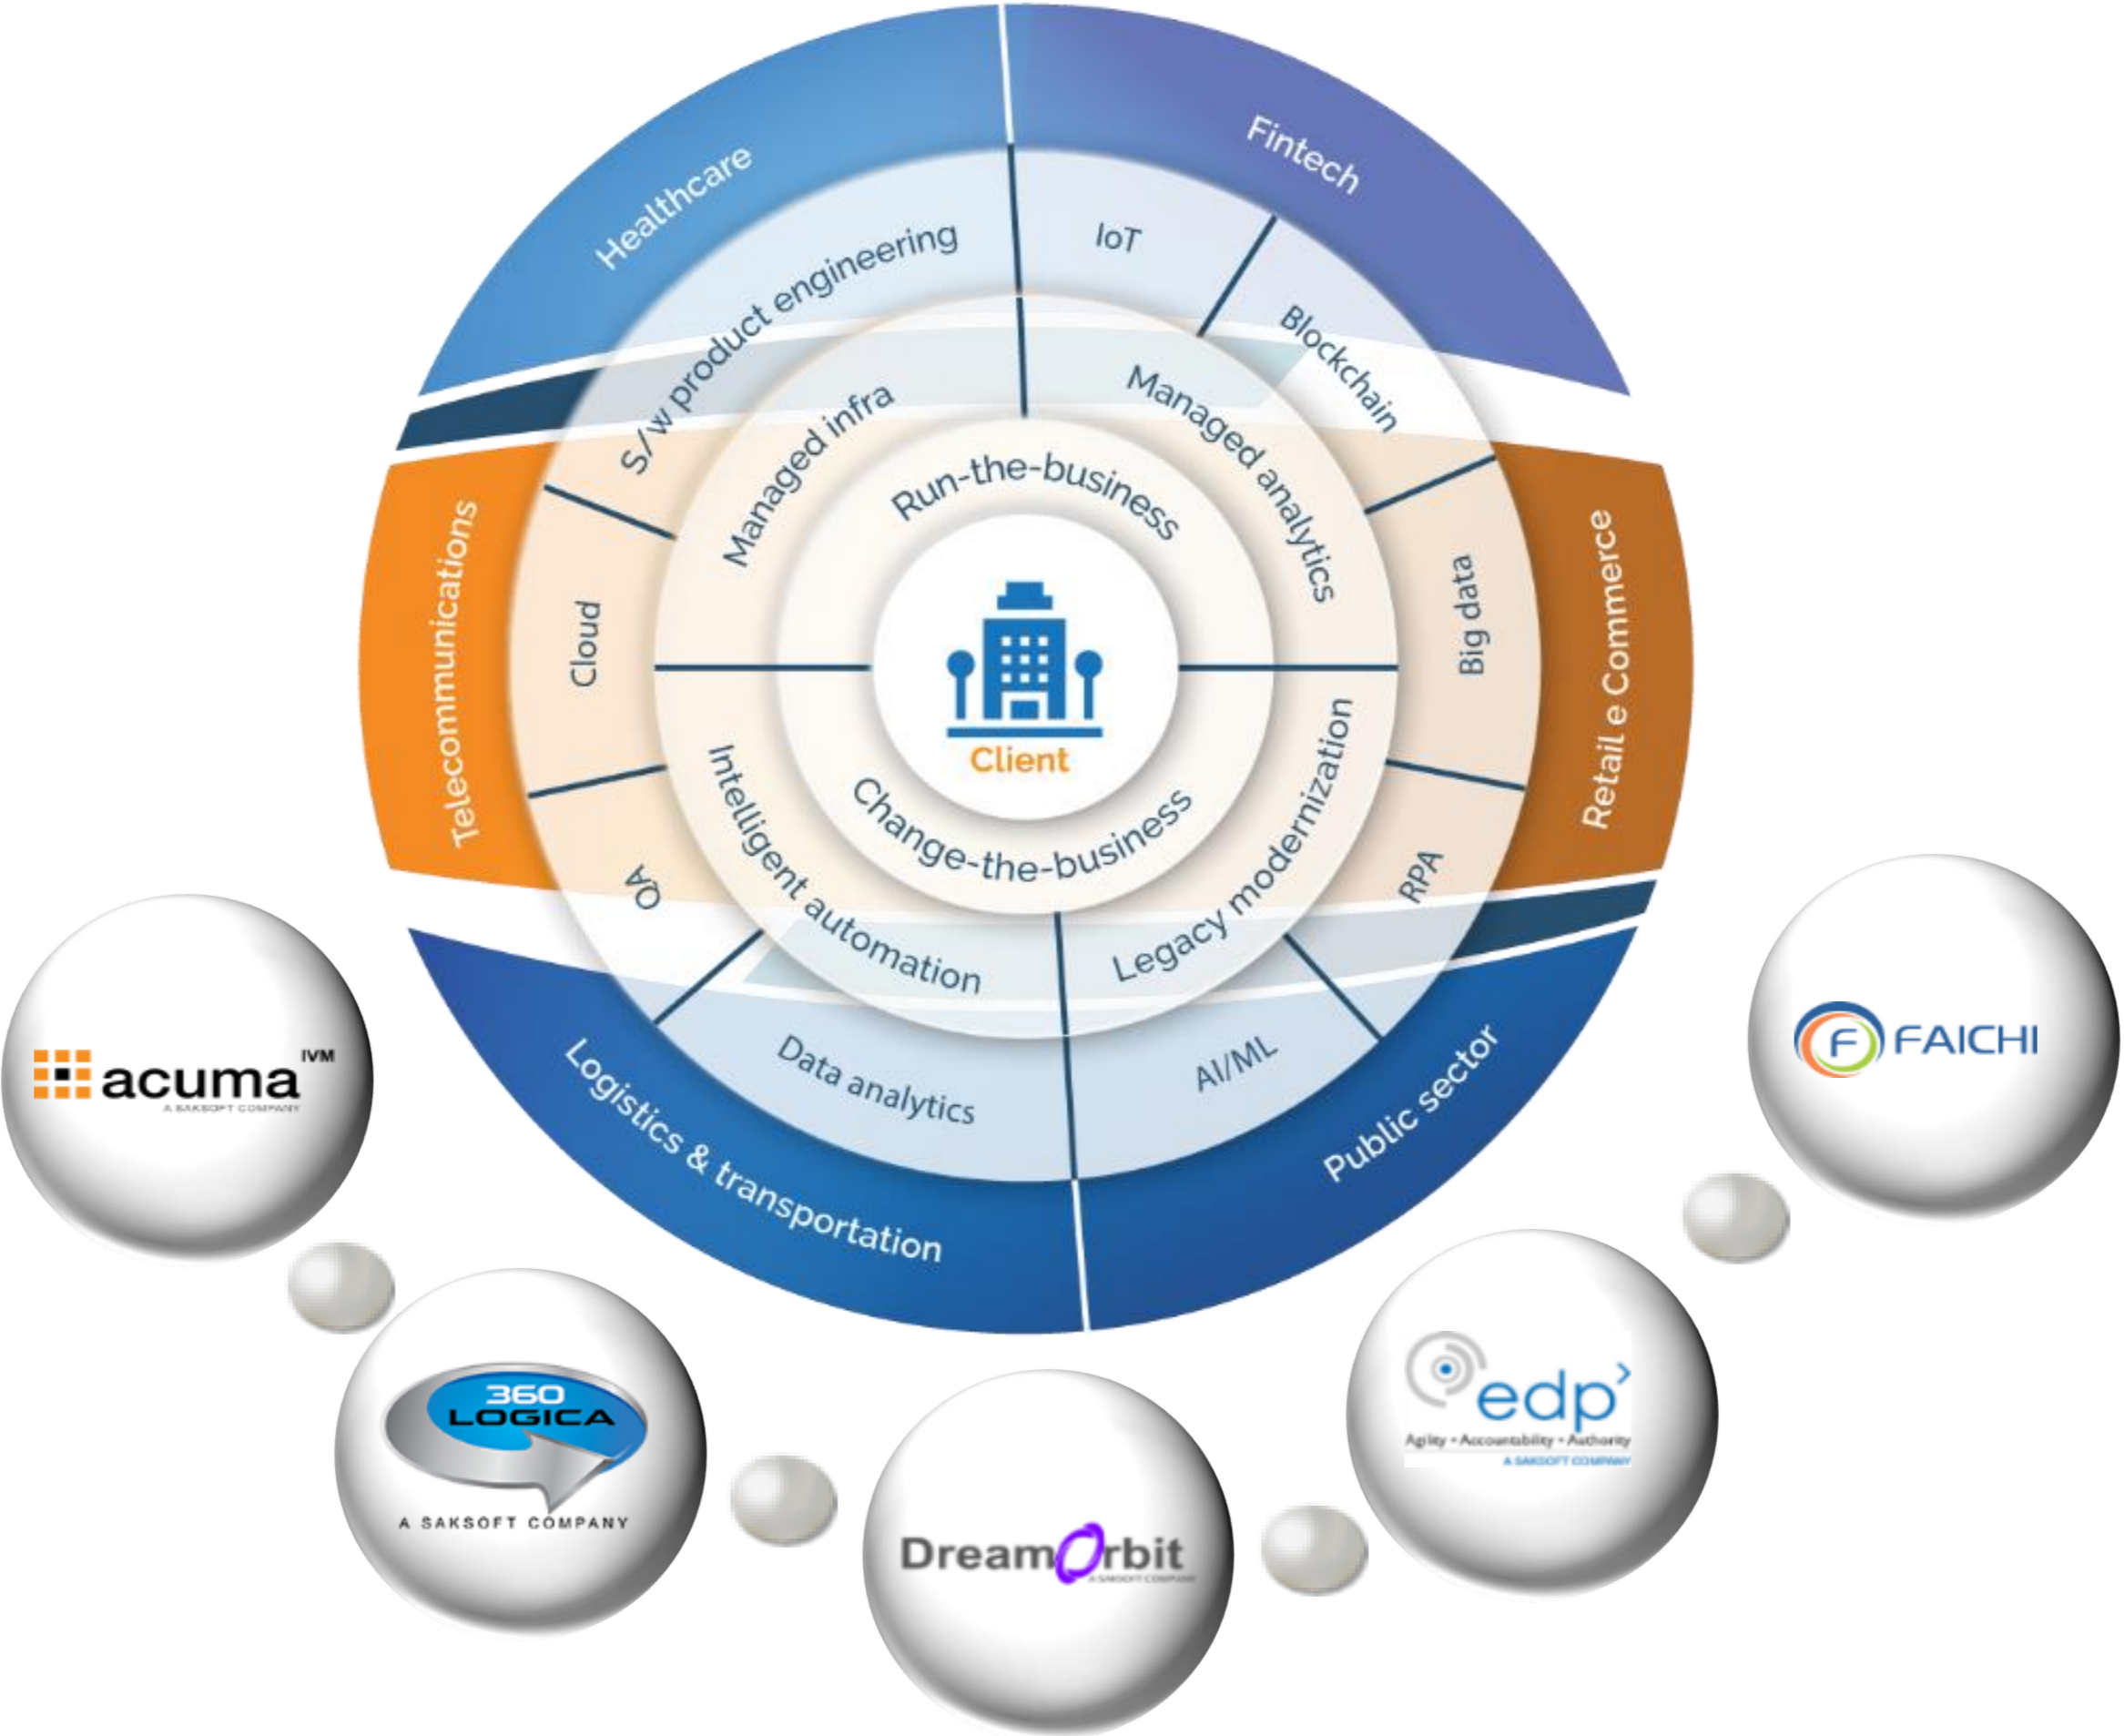 Healthcare
Fintech
S/w product engineering
IoT
Blockchain
Managed infra
Managed analytics
Run-the-business
Telecommunications
Cloud
Client
Big data
Retail e Commerce
Change-the-business
Intelligent automation
Legacy modernization
QA
RPA
Data analytics
AI/ML
Logistics & transportation
Public sector
acuma IVM
A SAKSOFT COMPANY
360
LOGICA
A SAKSOFT COMPANY
DreamOrbit
A SAKSOFT COMPANY
edp
Agility • Accountability • Authority
A SAKSOFT COMPANY
F FAICHI